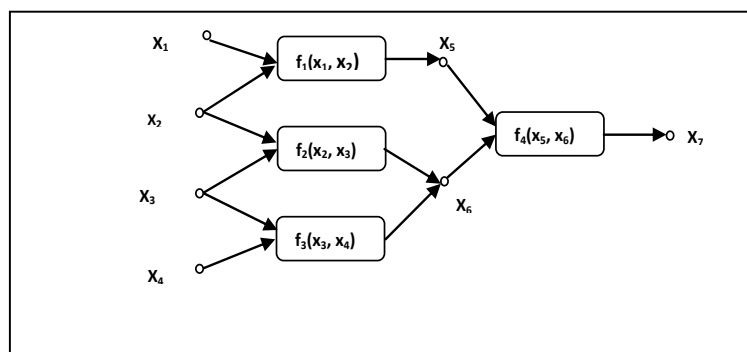 X₁
f₁(x₁, x₂)
X₅
X₂
f₄(x₅, x₆)
X₇
f₂(x₂, x₃)
X₃
X₆
f₃(x₃, x₄)
X₄